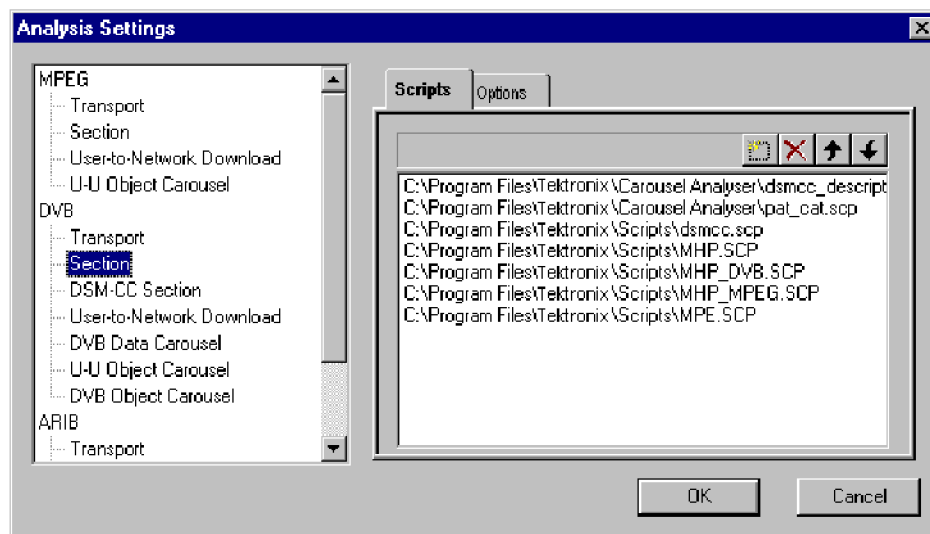 Analysis Settings
MPEG
Transport
Section
User-to-Network Download
U-U Object Carousel
DVB
Transport
Section
DSM-CC Section
User-to-Network Download
DVB Data Carousel
U-U Object Carousel
DVB Object Carousel
ARIB
Transport
Scripts
Options
C:\Program Files\Tektronix\Carousel Analyser\dsmcc_descript
C:\Program Files\Tektronix\Carousel Analyser\pat_cat.scp
C:\Program Files\Tektronix\Scripts\dsmcc.scp
C:\Program Files\Tektronix\Scripts\MHP.SCP
C:\Program Files\Tektronix\Scripts\MHP_DVB.SCP
C:\Program Files\Tektronix\Scripts\MHP_MPEG.SCP
C:\Program Files\Tektronix\Scripts\MPE.SCP
OK
Cancel